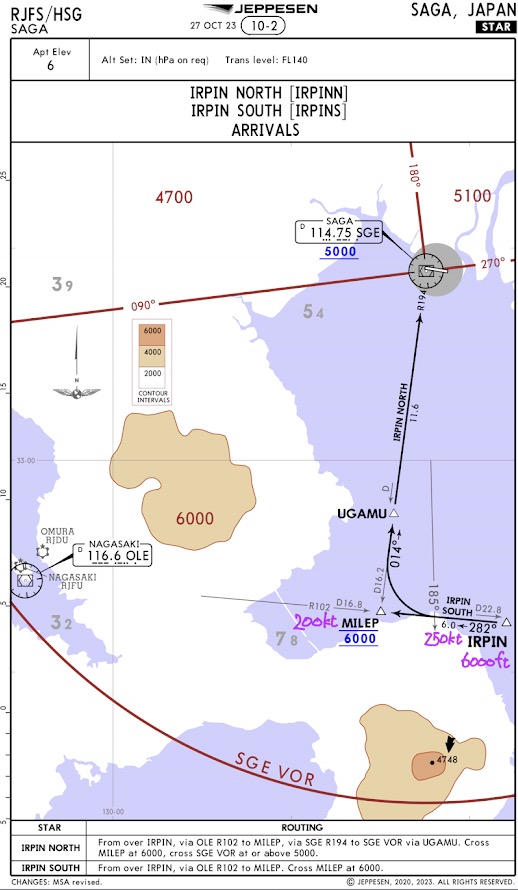 RJFS/HSG
SAGA
JEPPESEN
27 OCT 23
10-2
SAGA, JAPAN
STAR
Apt Elev
6
Alt Set: IN (hPa on req)
Trans level: FL140
IRPIN NORTH [IRPINN]
IRPIN SOUTH [IRPINS]
ARRIVALS
25
4700
180°
5100
SAGA
D
114.75 SGE
5000
270°
20
39
R194
090°
54
6000
4000
2000
CONTOUR
INTERVALS
N
IRPIN NORTH
11.6
15
33-00
10
6000
D
UGAMU
OMURA
RJDU
NAGASAKI
D
116.6 OLE
NAGASAKI
RJFU
014°
D16.2
185°
5
R102
D16.8
IRPIN
SOUTH
D22.8
32
78
200kt
MILEP
6000
6.0
282°
250kt
IRPIN
6000ft
0
4748
SGE VOR
130-00
5
STAR
ROUTING
IRPIN NORTH
From over IRPIN, via OLE R102 to MILEP, via SGE R194 to SGE VOR via UGAMU. Cross
MILEP at 6000, cross SGE VOR at or above 5000.
IRPIN SOUTH
From over IRPIN, via OLE R102 to MILEP. Cross MILEP at 6000.
CHANGES: MSA revised.
© JEPPESEN, 2020, 2023. ALL RIGHTS RESERVED.